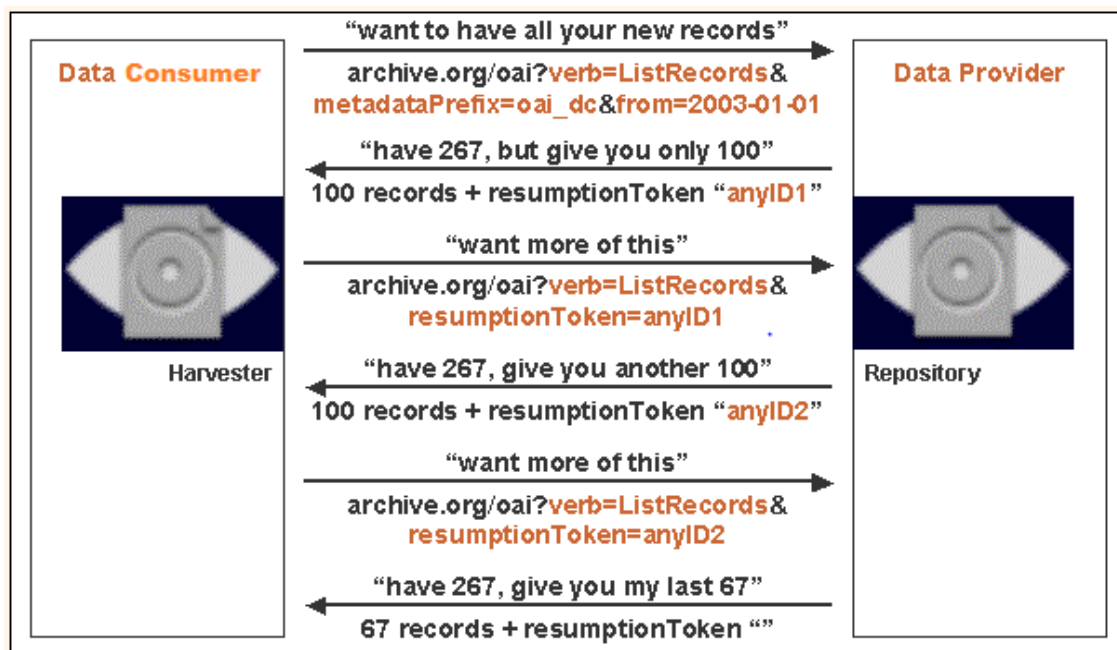 “want to have all your new records”
Data Consumer
Data Provider
archive.org/oai?verb=ListRecords&
metadataPrefix=oai_dc&from=2003-01-01
“have 267, but give you only 100”
100 records + resumptionToken “anyID1”
“want more of this”
archive.org/oai?verb=ListRecords&
resumptionToken=anyID1
Harvester
Repository
“have 267, give you another 100”
100 records + resumptionToken “anyID2”
“want more of this”
archive.org/oai?verb=ListRecords&
resumptionToken=anyID2
“have 267, give you my last 67”
67 records + resumptionToken “”